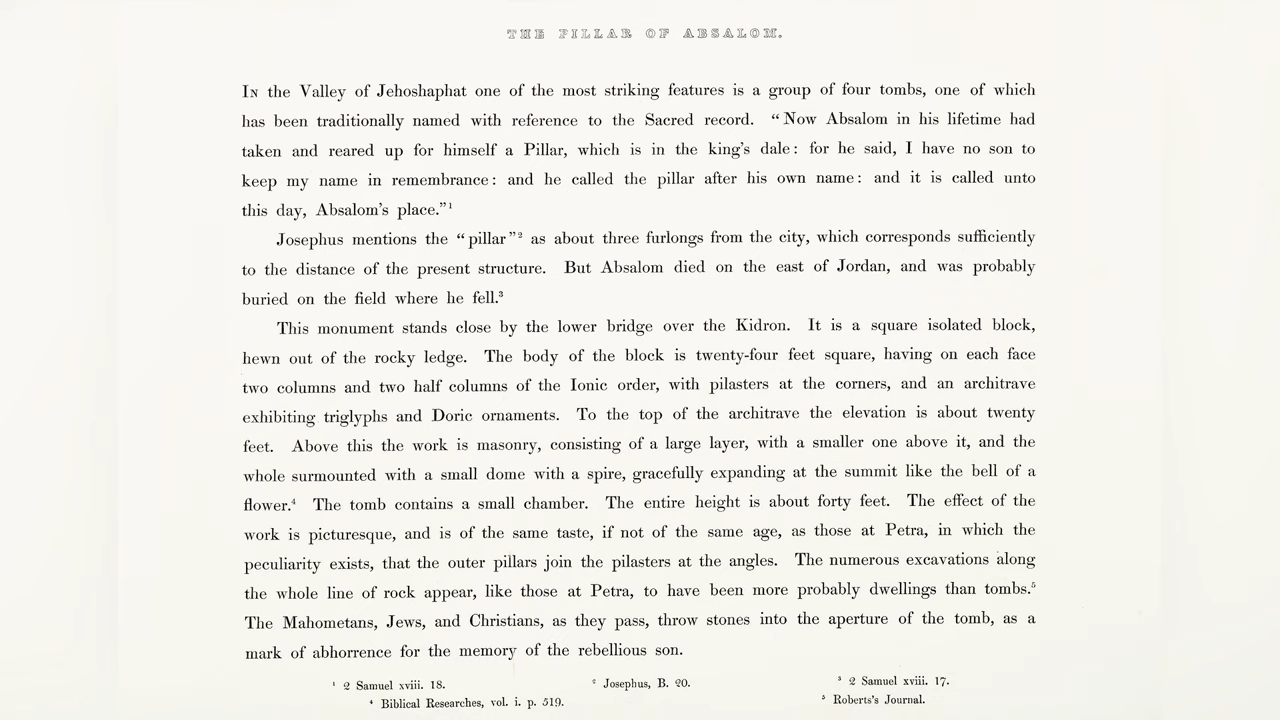 THE PILLAR OF ABSALOM.
In the Valley of Jehoshaphat one of the most striking features is a group of four tombs, one of which
has been traditionally named with reference to the Sacred record. “Now Absalom in his lifetime had
taken and reared up for himself a Pillar, which is in the king’s dale: for he said, I have no son to
keep my name in remembrance: and he called the pillar after his own name: and it is called unto
this day, Absalom’s place.”¹
Josephus mentions the “pillar”² as about three furlongs from the city, which corresponds sufficiently
to the distance of the present structure. But Absalom died on the east of Jordan, and was probably
buried on the field where he fell.³
This monument stands close by the lower bridge over the Kidron. It is a square isolated block,
hewn out of the rocky ledge. The body of the block is twenty-four feet square, having on each face
two columns and two half columns of the Ionic order, with pilasters at the corners, and an architrave
exhibiting triglyphs and Doric ornaments. To the top of the architrave the elevation is about twenty
feet. Above this the work is masonry, consisting of a large layer, with a smaller one above it, and the
whole surmounted with a small dome with a spire, gracefully expanding at the summit like the bell of a
flower.⁴ The tomb contains a small chamber. The entire height is about forty feet. The effect of the
work is picturesque, and is of the same taste, if not of the same age, as those at Petra, in which the
peculiarity exists, that the outer pillars join the pilasters at the angles. The numerous excavations along
the whole line of rock appear, like those at Petra, to have been more probably dwellings than tombs.⁵
The Mahometans, Jews, and Christians, as they pass, throw stones into the aperture of the tomb, as a
mark of abhorrence for the memory of the rebellious son.
¹ 2 Samuel xviii. 18. ² Josephus, B. 20. ³ 2 Samuel xviii. 17.
⁴ Biblical Researches, vol. i. p. 519. ⁵ Roberts’s Journal.